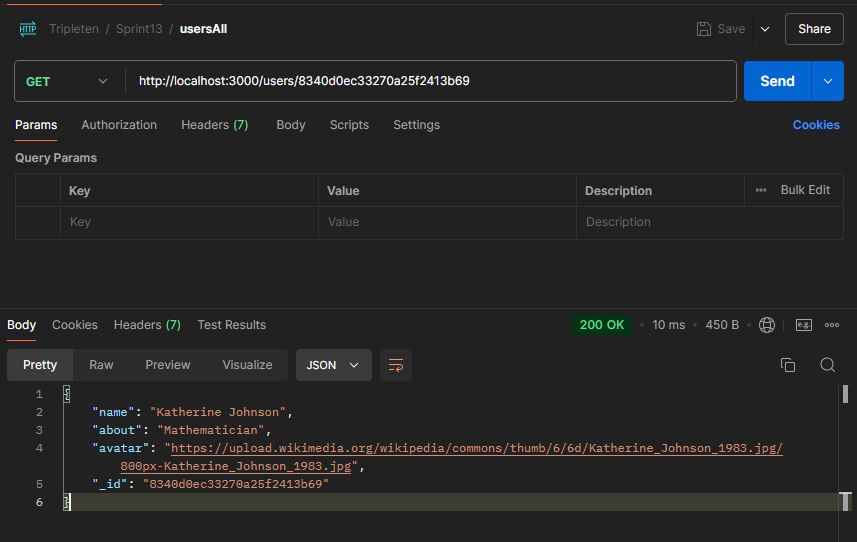 HTTP Tripleten / Sprint13 / usersAll Save Share
GET http://localhost:3000/users/8340d0ec33270a25f2413b69 Send
Params Authorization Headers (7) Body Scripts Settings Cookies
Query Params
Key Value Description ••• Bulk Edit
Key Value Description
Body Cookies Headers (7) Test Results 200 OK • 10 ms • 450 B e.g. •••
Pretty Raw Preview Visualize JSON
1 {
2 "name": "Katherine Johnson",
3 "about": "Mathematician",
4 "avatar": "https://upload.wikimedia.org/wikipedia/commons/thumb/6/6d/Katherine_Johnson_1983.jpg/
800px-Katherine_Johnson_1983.jpg",
5 "_id": "8340d0ec33270a25f2413b69"
6 }